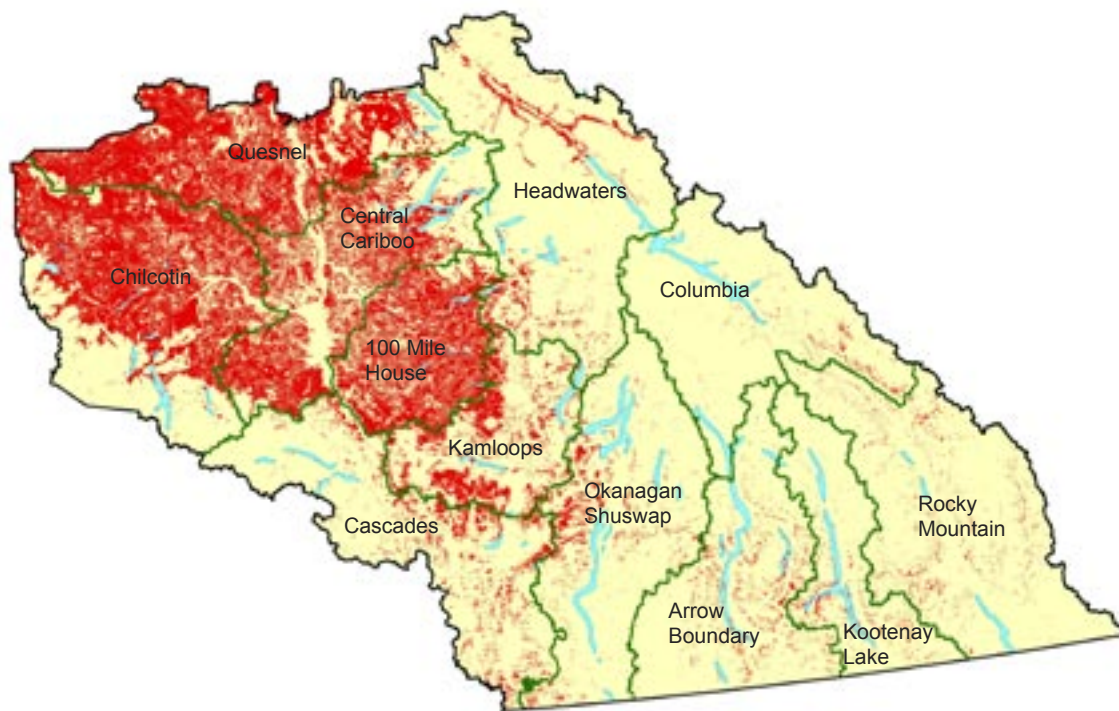 Quesnel
Headwaters
Central
Cariboo
Chilcotin
Columbia
100 Mile
House
Kamloops
Okanagan
Shuswap
Rocky
Mountain
Cascades
Arrow
Boundary
Kootenay
Lake